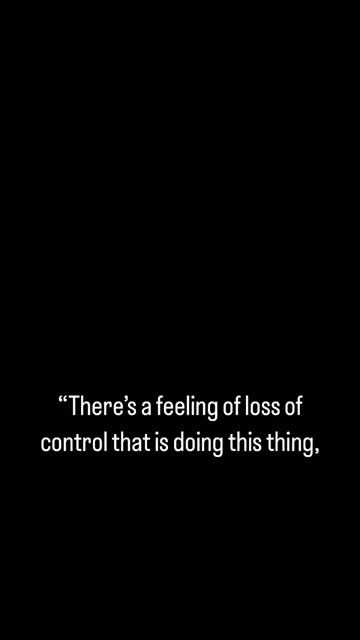 “There’s a feeling of loss of
control that is doing this thing,